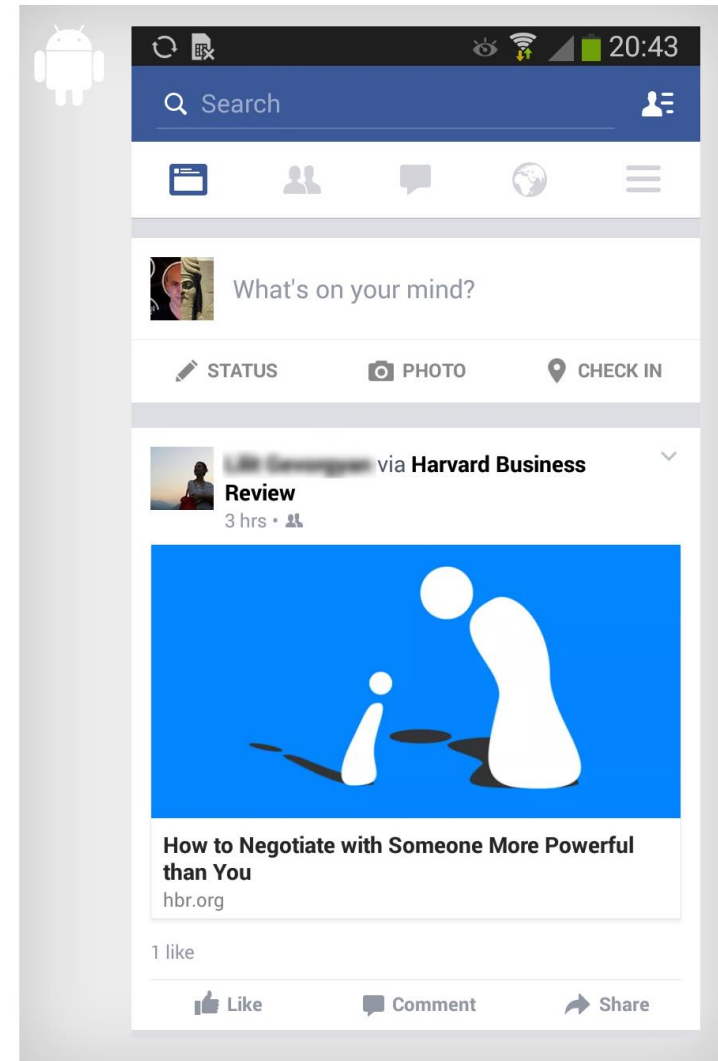 20:43
Search
What's on your mind?
STATUS PHOTO CHECK IN
via Harvard Business
Review
3 hrs •
How to Negotiate with Someone More Powerful
than You
hbr.org
1 like
Like Comment Share